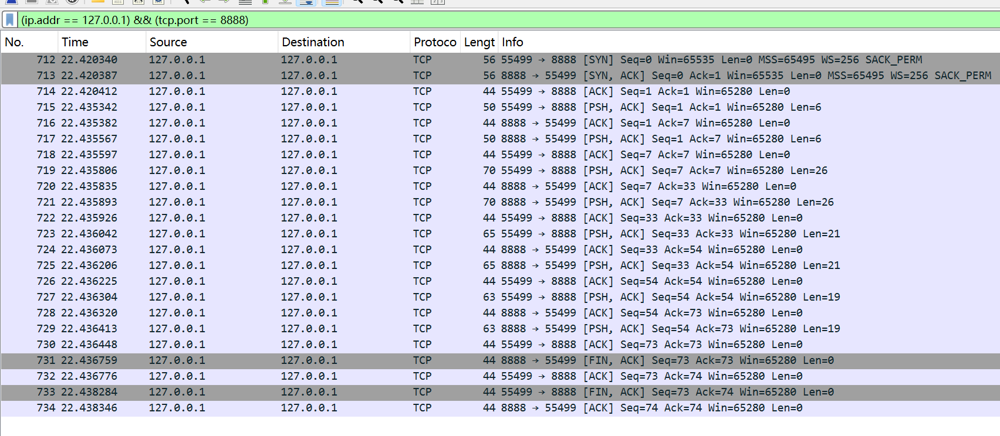 (ip.addr == 127.0.0.1) && (tcp.port == 8888)
No. Time Source Destination Protoco Lengt Info
712 22.420340 127.0.0.1 127.0.0.1 TCP 56 55499 → 8888 [SYN] Seq=0 Win=65535 Len=0 MSS=65495 WS=256 SACK_PERM
713 22.420387 127.0.0.1 127.0.0.1 TCP 56 8888 → 55499 [SYN, ACK] Seq=0 Ack=1 Win=65535 Len=0 MSS=65495 WS=256 SACK_PERM
714 22.420412 127.0.0.1 127.0.0.1 TCP 44 55499 → 8888 [ACK] Seq=1 Ack=1 Win=65280 Len=0
715 22.435342 127.0.0.1 127.0.0.1 TCP 50 55499 → 8888 [PSH, ACK] Seq=1 Ack=1 Win=65280 Len=6
716 22.435382 127.0.0.1 127.0.0.1 TCP 44 8888 → 55499 [ACK] Seq=1 Ack=7 Win=65280 Len=0
717 22.435567 127.0.0.1 127.0.0.1 TCP 50 8888 → 55499 [PSH, ACK] Seq=1 Ack=7 Win=65280 Len=6
718 22.435597 127.0.0.1 127.0.0.1 TCP 44 55499 → 8888 [ACK] Seq=7 Ack=7 Win=65280 Len=0
719 22.435806 127.0.0.1 127.0.0.1 TCP 70 55499 → 8888 [PSH, ACK] Seq=7 Ack=7 Win=65280 Len=26
720 22.435835 127.0.0.1 127.0.0.1 TCP 44 8888 → 55499 [ACK] Seq=7 Ack=33 Win=65280 Len=0
721 22.435893 127.0.0.1 127.0.0.1 TCP 70 8888 → 55499 [PSH, ACK] Seq=7 Ack=33 Win=65280 Len=26
722 22.435926 127.0.0.1 127.0.0.1 TCP 44 55499 → 8888 [ACK] Seq=33 Ack=33 Win=65280 Len=0
723 22.436042 127.0.0.1 127.0.0.1 TCP 65 55499 → 8888 [PSH, ACK] Seq=33 Ack=33 Win=65280 Len=21
724 22.436073 127.0.0.1 127.0.0.1 TCP 44 8888 → 55499 [ACK] Seq=33 Ack=54 Win=65280 Len=0
725 22.436206 127.0.0.1 127.0.0.1 TCP 65 8888 → 55499 [PSH, ACK] Seq=33 Ack=54 Win=65280 Len=21
726 22.436225 127.0.0.1 127.0.0.1 TCP 44 55499 → 8888 [ACK] Seq=54 Ack=54 Win=65280 Len=0
727 22.436304 127.0.0.1 127.0.0.1 TCP 63 55499 → 8888 [PSH, ACK] Seq=54 Ack=54 Win=65280 Len=19
728 22.436320 127.0.0.1 127.0.0.1 TCP 44 8888 → 55499 [ACK] Seq=54 Ack=73 Win=65280 Len=0
729 22.436413 127.0.0.1 127.0.0.1 TCP 63 8888 → 55499 [PSH, ACK] Seq=54 Ack=73 Win=65280 Len=19
730 22.436448 127.0.0.1 127.0.0.1 TCP 44 55499 → 8888 [ACK] Seq=73 Ack=73 Win=65280 Len=0
731 22.436759 127.0.0.1 127.0.0.1 TCP 44 8888 → 55499 [FIN, ACK] Seq=73 Ack=73 Win=65280 Len=0
732 22.436776 127.0.0.1 127.0.0.1 TCP 44 55499 → 8888 [ACK] Seq=73 Ack=74 Win=65280 Len=0
733 22.438284 127.0.0.1 127.0.0.1 TCP 44 55499 → 8888 [FIN, ACK] Seq=73 Ack=74 Win=65280 Len=0
734 22.438346 127.0.0.1 127.0.0.1 TCP 44 8888 → 55499 [ACK] Seq=74 Ack=74 Win=65280 Len=0